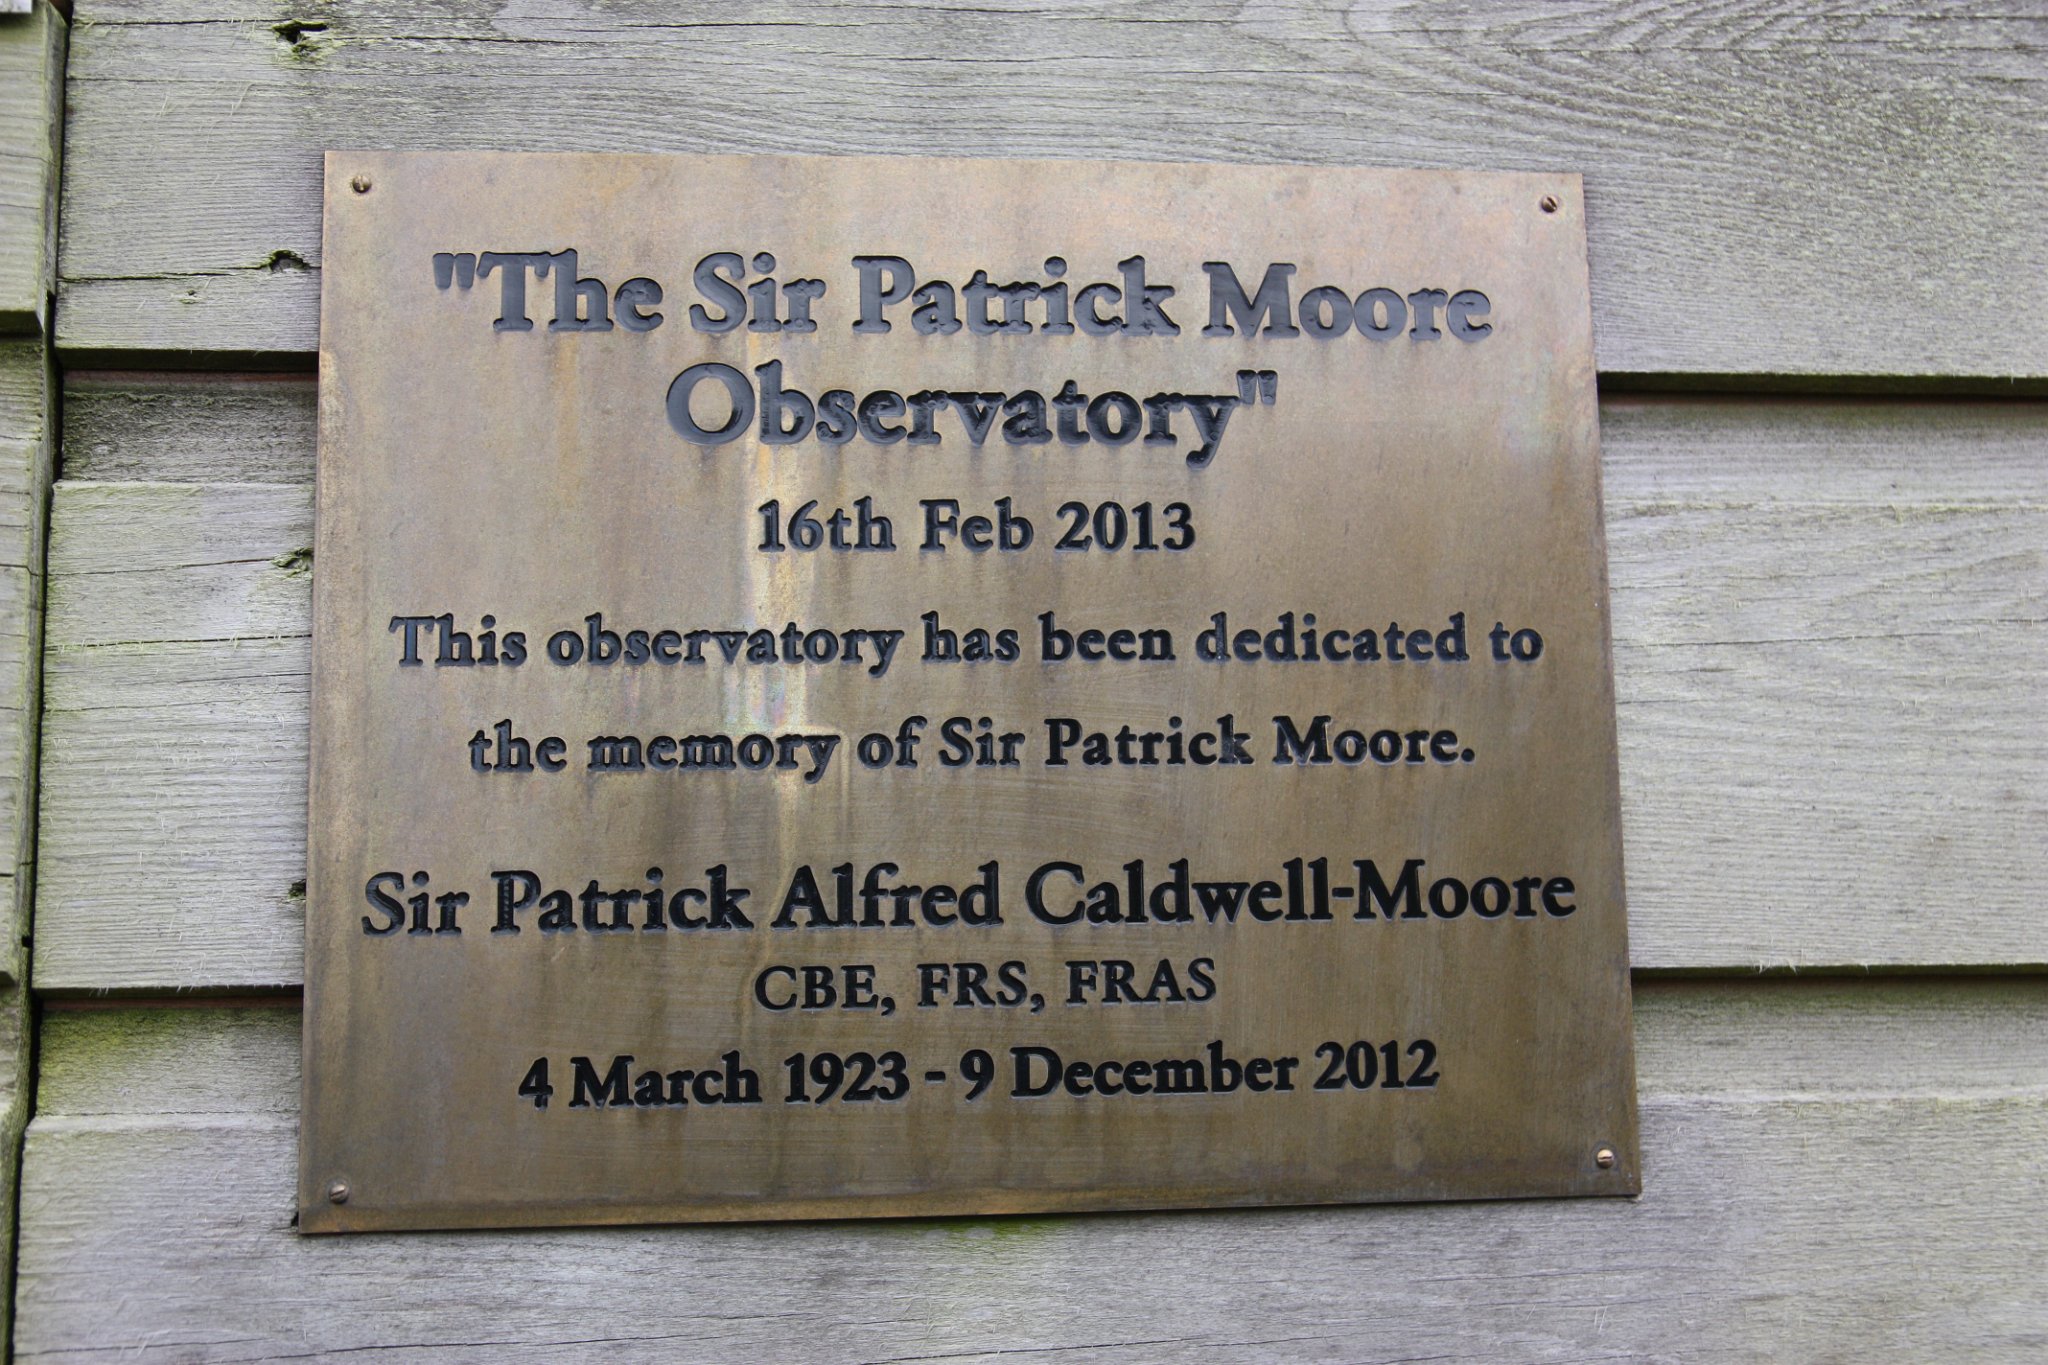 "The Sir Patrick Moore
Observatory"
16th Feb 2013
This observatory has been dedicated to
the memory of Sir Patrick Moore.
Sir Patrick Alfred Caldwell-Moore
CBE, FRS, FRAS
4 March 1923 - 9 December 2012